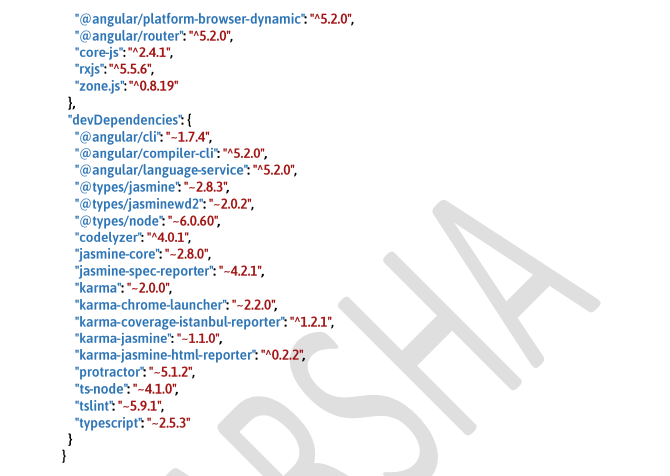 "@angular/platform-browser-dynamic": "^5.2.0",
"@angular/router": "^5.2.0",
"core-js": "^2.4.1",
"rxjs": "^5.5.6",
"zone.js": "^0.8.19"
},
"devDependencies": {
"@angular/cli": "~1.7.4",
"@angular/compiler-cli": "^5.2.0",
"@angular/language-service": "^5.2.0",
"@types/jasmine": "~2.8.3",
"@types/jasminewd2": "~2.0.2",
"@types/node": "~6.0.60",
"codelyzer": "^4.0.1",
"jasmine-core": "~2.8.0",
"jasmine-spec-reporter": "~4.2.1",
"karma": "~2.0.0",
"karma-chrome-launcher": "~2.2.0",
"karma-coverage-istanbul-reporter": "^1.2.1",
"karma-jasmine": "~1.1.0",
"karma-jasmine-html-reporter": "^0.2.2",
"protractor": "~5.1.2",
"ts-node": "~4.1.0",
"tslint": "~5.9.1",
"typescript": "~2.5.3"
}
}